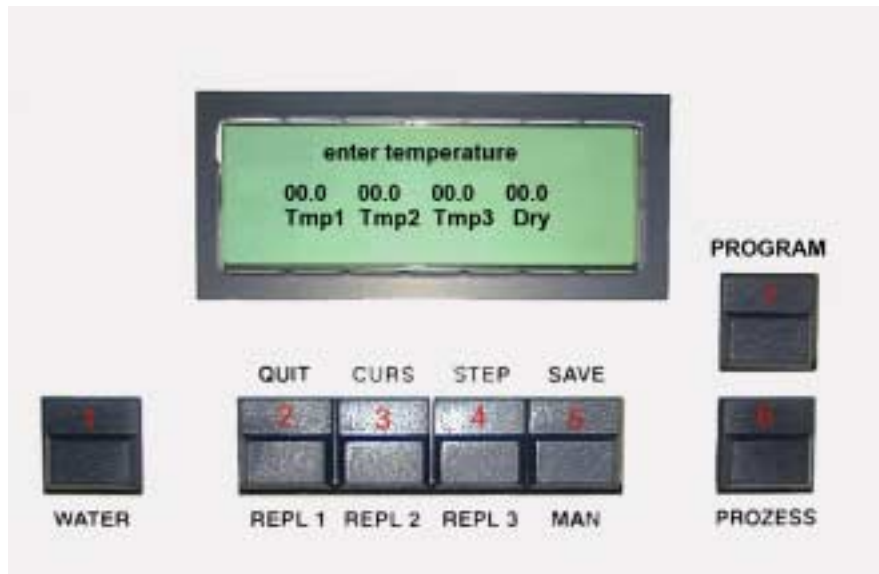 enter temperature
00.0 00.0 00.0 00.0
Tmp1 Tmp2 Tmp3 Dry
PROGRAM
QUIT CURS STEP SAVE
1 2 3 4 5 6
WATER REPL 1 REPL 2 REPL 3 MAN PROZESS